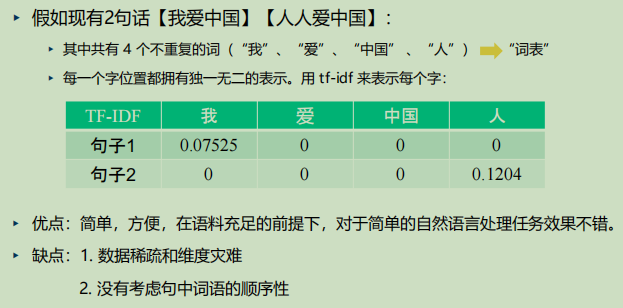 假如现有2句话【我爱中国】【人人爱中国】:
其中共有 4 个不重复的词（“我”、“爱”、“中国” 、“人”） “词表”
每一个字位置都拥有独一无二的表示。用 tf-idf 来表示每个字：
TF-IDF 我 爱 中国 人
句子1 0.07525 0 0 0
句子2 0 0 0 0.1204
优点：简单，方便，在语料充足的前提下，对于简单的自然语言处理任务效果不错。
缺点：1. 数据稀疏和维度灾难
2. 没有考虑句中词语的顺序性